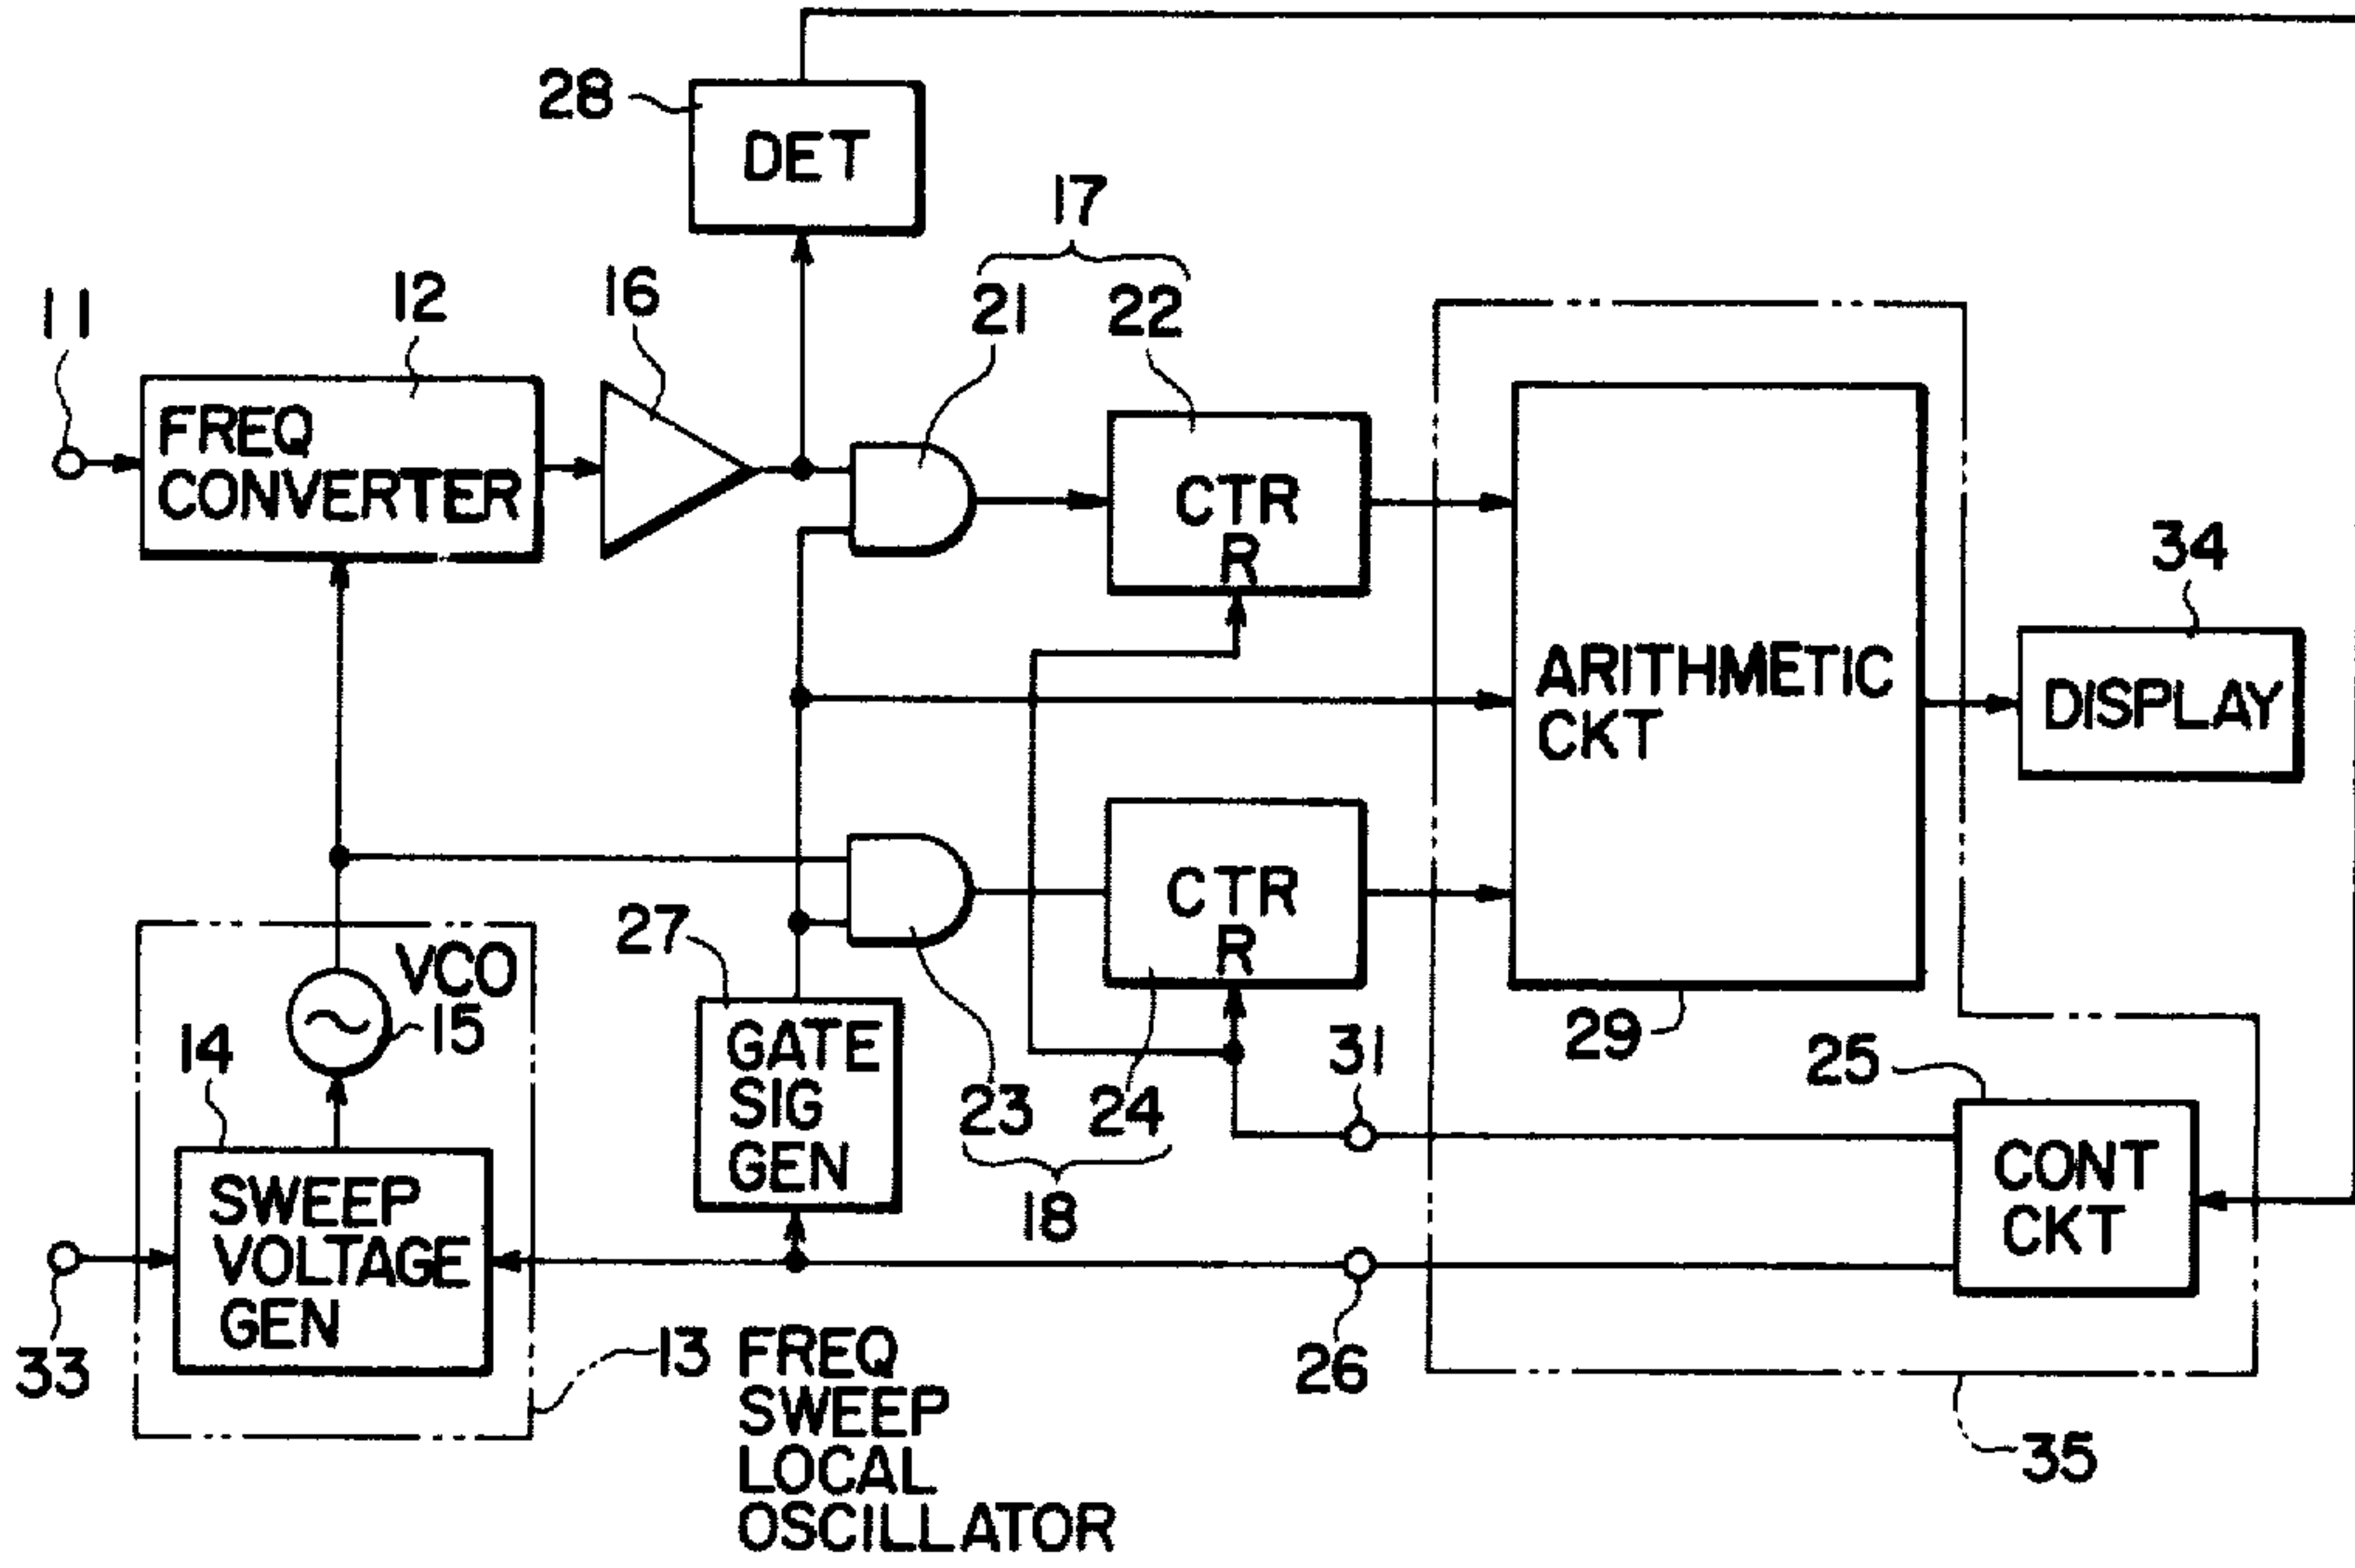 28
DET
17
11
12
16
21
22
FREQ
CONVERTER
CTR
R
34
ARITHMETIC
CKT
DISPLAY
27
VCO
15
14
CTR
R
29
31
25
GATE
SIG
GEN
23
24
18
CONT
CKT
SWEEP
VOLTAGE
GEN
33
13 FREQ
SWEEP
LOCAL
OSCILLATOR
26
35